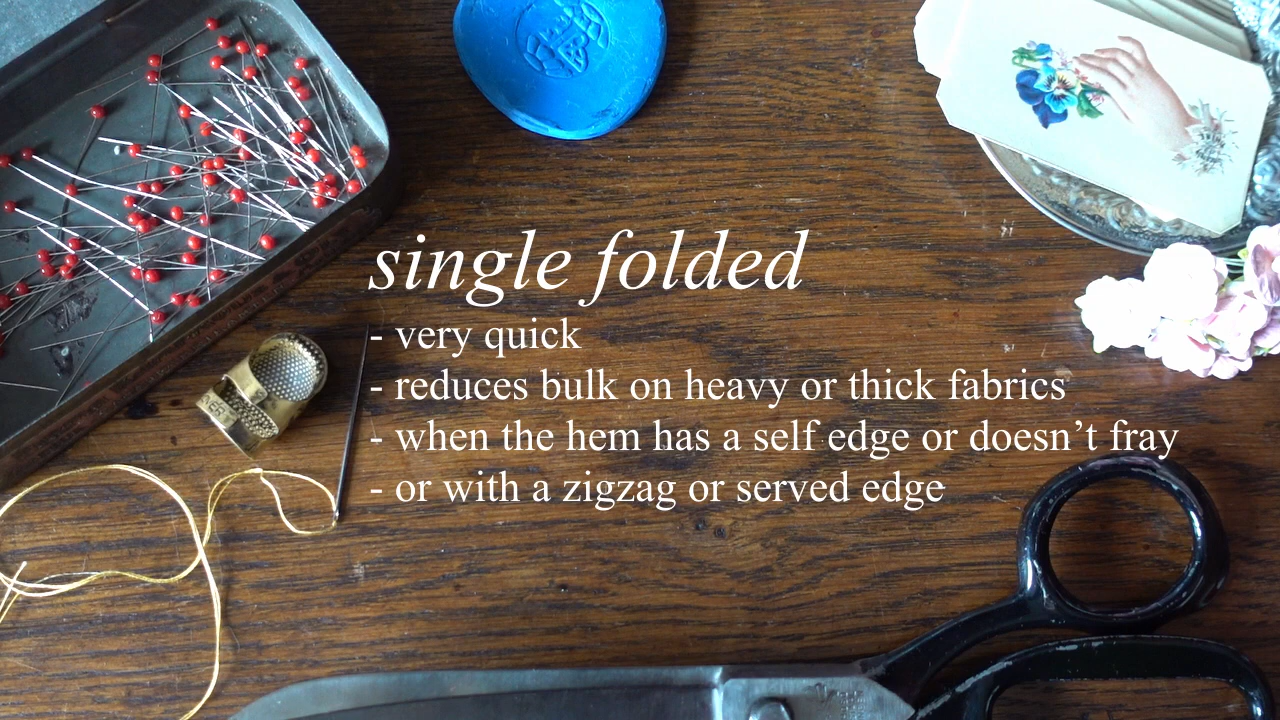 single folded
- very quick
- reduces bulk on heavy or thick fabrics
- when the hem has a self edge or doesn’t fray
- or with a zigzag or served edge